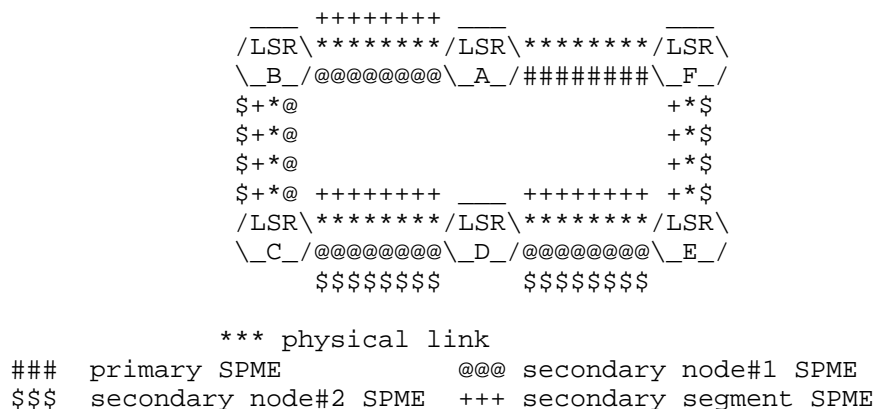 ___ ++++++++ ___ ___
/LSR\********/LSR\********/LSR\
\_B_/@@@@@@@@\_A_/########\_F_/
$+*@ +*$
$+*@ +*$
$+*@ +*$
$+*@ ++++++++ ___ ++++++++ +*$
/LSR\********/LSR\********/LSR\
\_C_/@@@@@@@@\_D_/@@@@@@@@\_E_/
$$$$$$$$ $$$$$$$$
*** physical link
### primary SPME @@@ secondary node#1 SPME
$$$ secondary node#2 SPME +++ secondary segment SPME